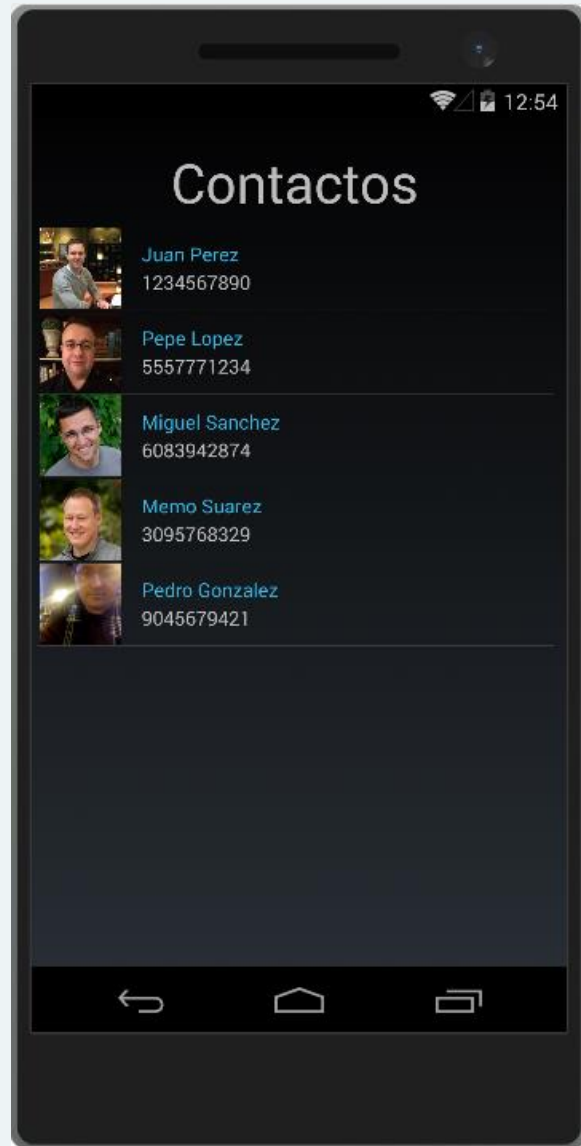 12:54
Contactos
Juan Perez
1234567890
Pepe Lopez
5557771234
Miguel Sanchez
6083942874
Memo Suarez
3095768329
Pedro Gonzalez
9045679421